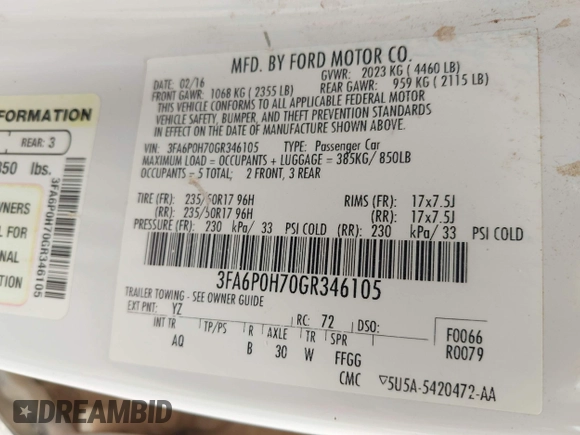 MFD. BY FORD MOTOR CO.
02/16 GVWR: 2023 KG ( 4460 LB)
FRONT GAWR: 1068 KG ( 2355 LB) REAR GAWR: 959 KG ( 2115 LB)
THIS VEHICLE CONFORMS TO ALL APPLICABLE FEDERAL MOTOR
VEHICLE SAFETY, BUMPER, AND THEFT PREVENTION STANDARDS
IN EFFECT ON THE DATE OF MANUFACTURE SHOWN ABOVE.
VIN: 3FA6P0H70GR346105 TYPE: Passenger Car
MAXIMUM LOAD = OCCUPANTS + LUGGAGE = 385KG/ 850LB
OCCUPANTS = 5 TOTAL; 2 FRONT, 3 REAR
TIRE (FR): 235/50R17 96H RIMS (FR): 17x7.5J
(RR): 235/50R17 96H (RR): 17x7.5J
PRESSURE (FR): 230 kPa/ 33 PSI COLD (RR): 230 kPa/ 33 PSI COLD
3FA6P0H70GR346105
TRAILER TOWING - SEE OWNER GUIDE
EXT PNT: YZ RC: 72 DSO: F0066
INT TR TP/PS R AXLE TR SPR R0079
AQ B 30 W FFGG
CMC ▽5U5A-5420472-AA
FORMATION
REAR: 3
850 lbs.
WNERS
L FOR
ONAL
TION
3FA6P0H70GR346105
DREAMBID